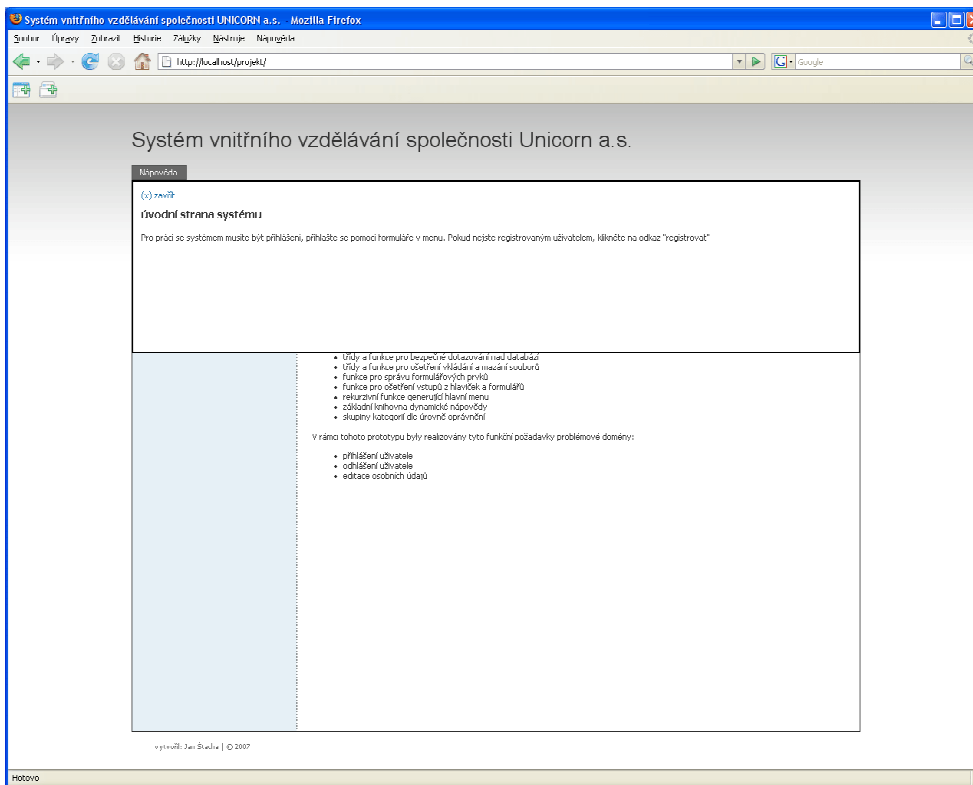 Systém vnitřního vzdělávání společnosti UNICORN a.s. - Mozilla Firefox
Soubor Úpravy Zobrazit Historie Záložky Nástroje Nápověda
http://localhost/projekt/
G Google
Systém vnitřního vzdělávání společnosti Unicorn a.s.
Nápověda
(x) zavřít
úvodní strana systému
Pro práci se systémem musíte být přihlášeni, přihlašte se pomocí formuláře v menu. Pokud nejste registrovaným uživatelem, klikněte na odkaz "registrovat"
• třídy a funkce pro bezpečné dotazování nad databází
• třídy a funkce pro ošetření vkládání a mazání souborů
• funkce pro správu formulářových prvků
• funkce pro ošetření vstupů z hlaviček a formulářů
• rekurzivní funkce generující hlavní menu
• základní knihovna dynamické nápovědy
• skupiny kategorií dle úrovně oprávnění
V rámci tohoto prototypu byly realizovány tyto funkční požadavky problémové domény:
• přihlášení uživatele
• odhlášení uživatele
• editace osobních údajů
vytvořil: Jan Štadra | © 2007
Hotovo